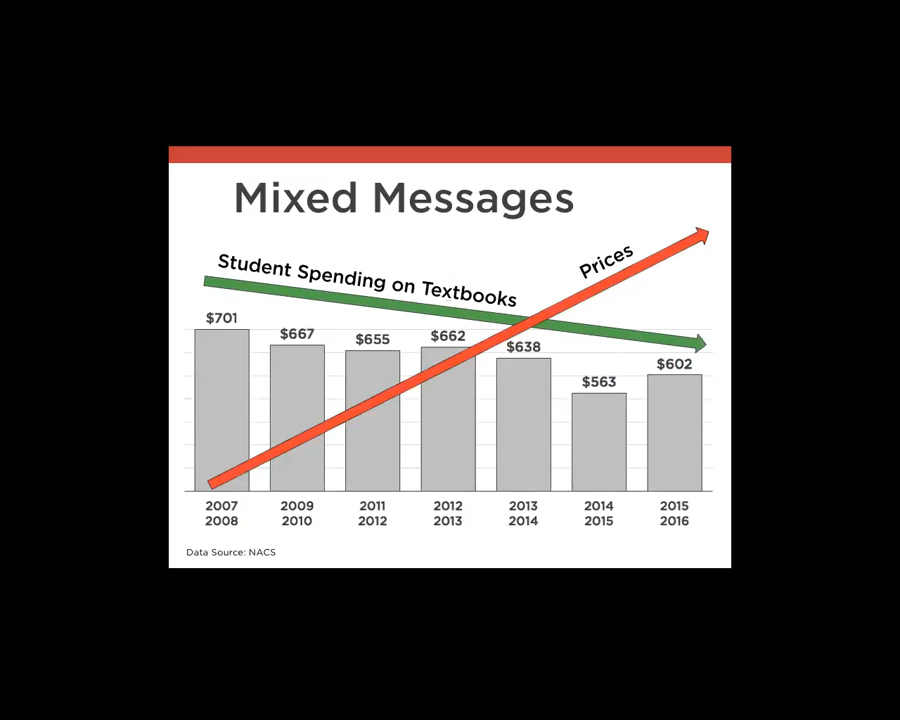 Mixed Messages
Prices
Student Spending on Textbooks
$701
$667
$655
$662
$638
$563
$602
2007 2009 2011 2012 2013 2014 2015
2008 2010 2012 2013 2014 2015 2016
Data Source: NACS